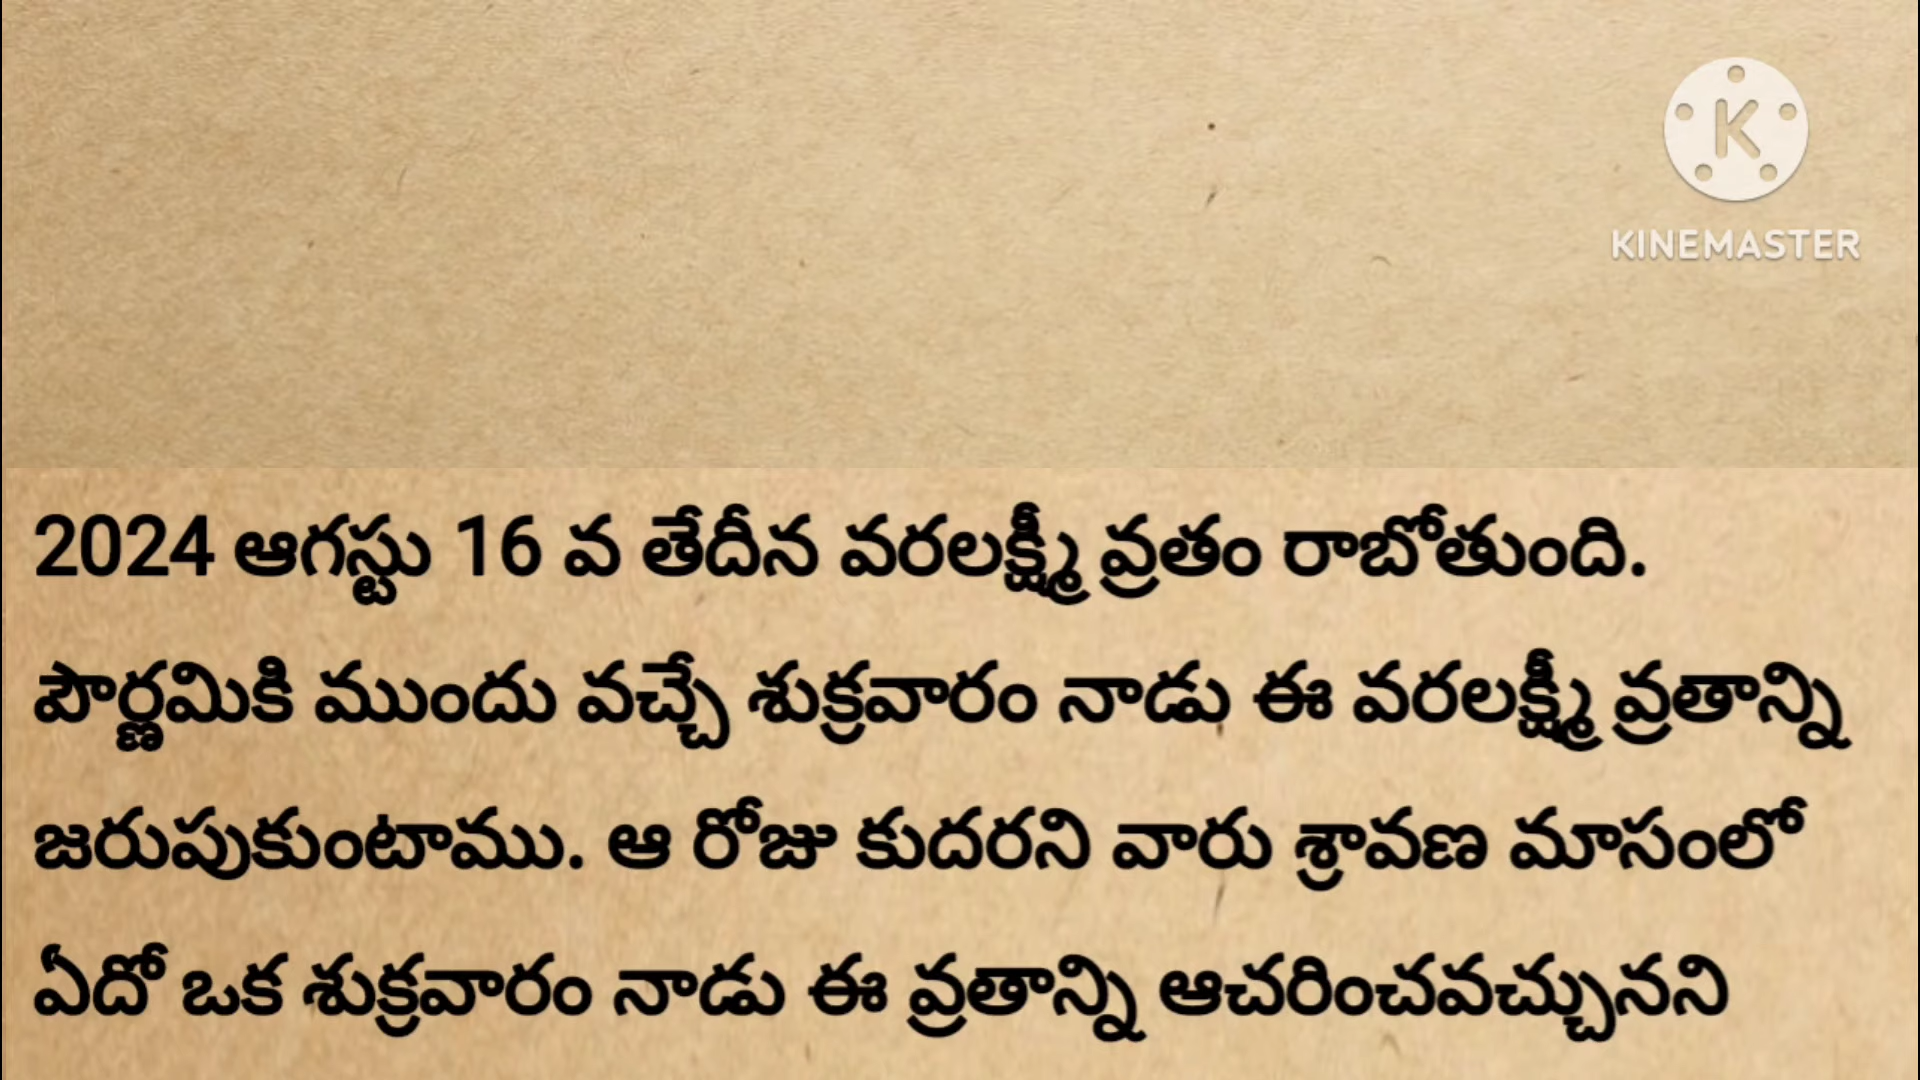 KINEMASTER
2024 ఆగస్టు 16 వ తేదీన వరలక్ష్మీ వ్రతం రాబోతుంది.
పౌర్ణమికి ముందు వచ్చే శుక్రవారం నాడు ఈ వరలక్ష్మీ వ్రతాన్ని
జరుపుకుంటాము. ఆ రోజు కుదరని వారు శ్రావణ మాసంలో
ఏదో ఒక శుక్రవారం నాడు ఈ వ్రతాన్ని ఆచరించవచ్చునని